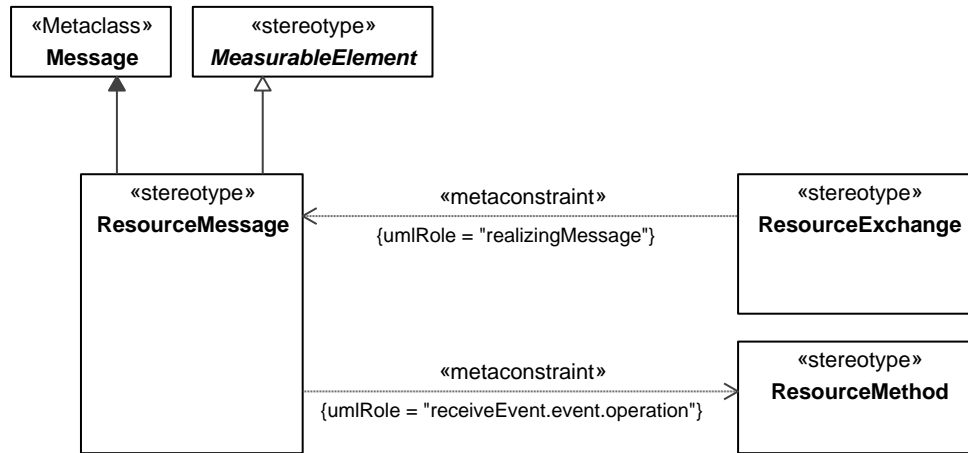 «Metaclass»
Message
«stereotype»
MeasurableElement
«stereotype»
ResourceMessage
«metaconstraint»
{umlRole = "realizingMessage"}
«stereotype»
ResourceExchange
«metaconstraint»
{umlRole = "receiveEvent.event.operation"}
«stereotype»
ResourceMethod